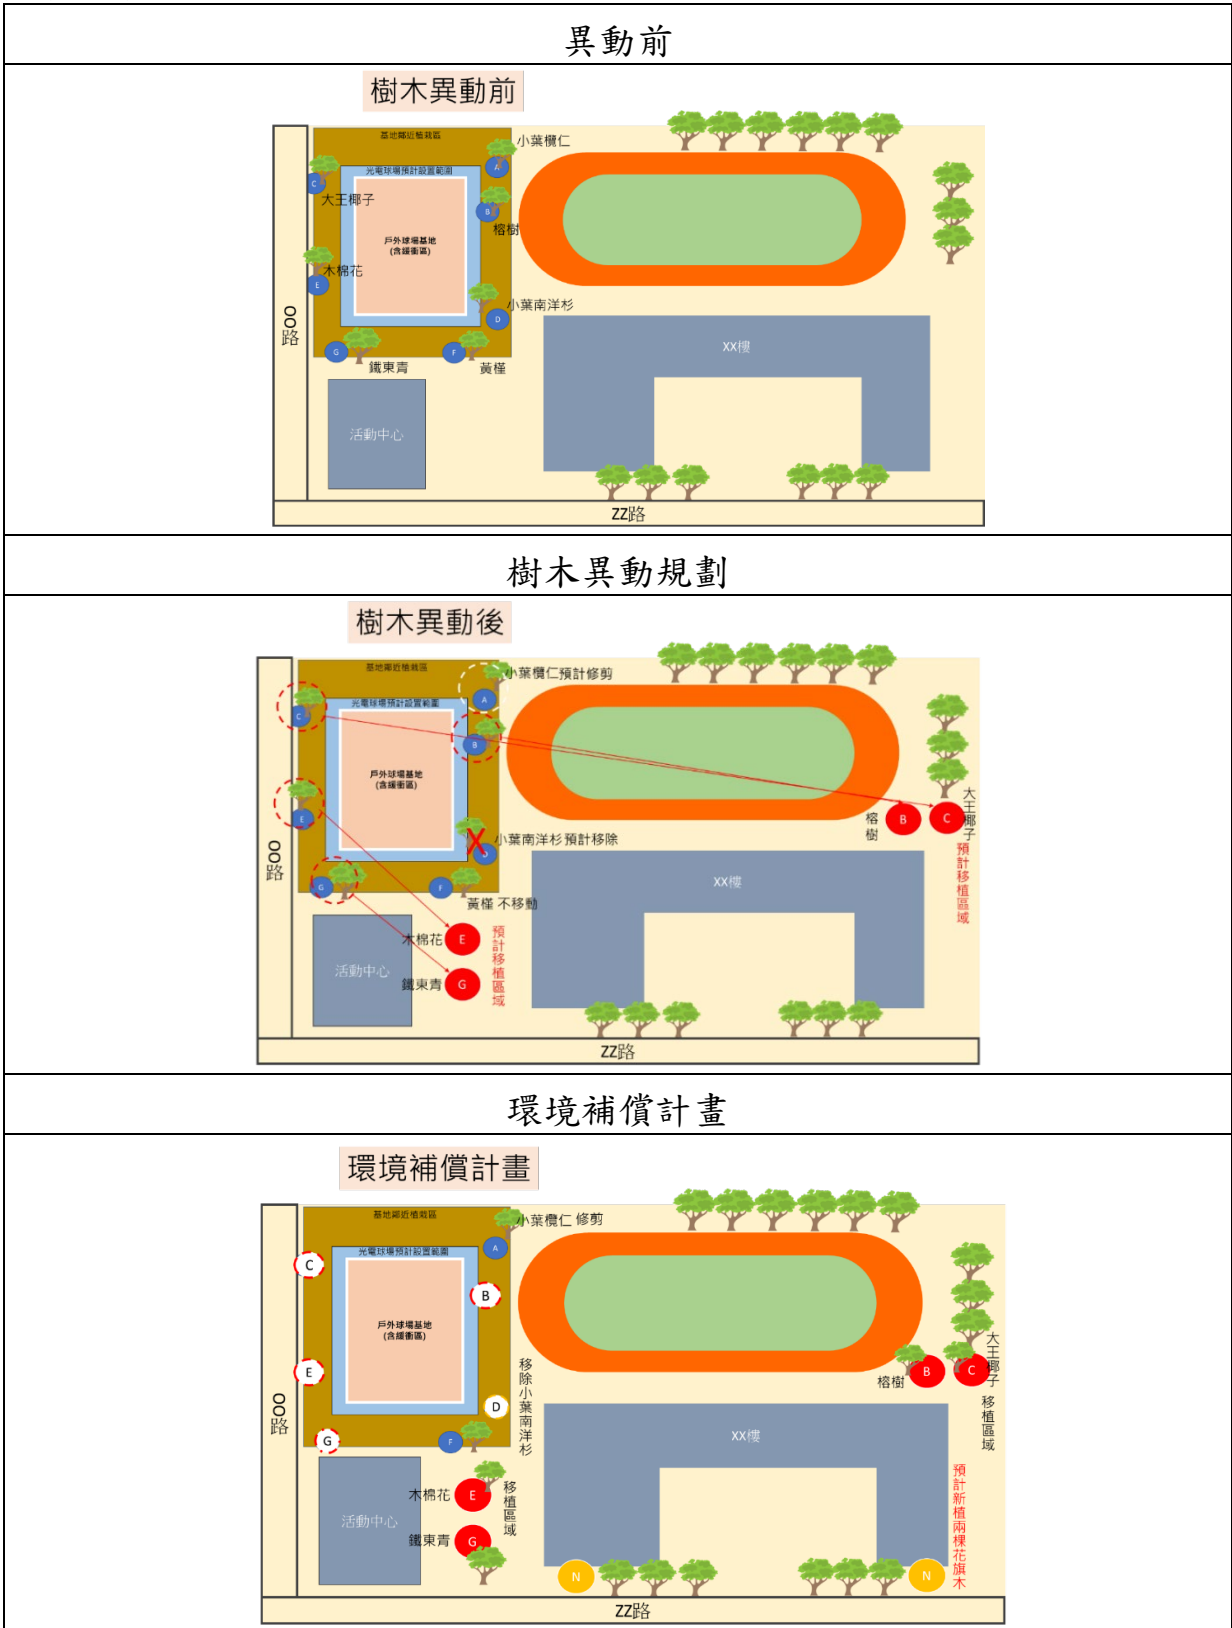 異動前
樹木異動前
基地鄰近植栽區
小葉欖仁
A
光電球場預計設置範圍
C
大王椰子
B
榕樹
戶外球場基地
(含緩衝區)
木棉花
E
小葉南洋杉
D
OO路
G
鐵東青
F
黃槿
XX樓
活動中心
ZZ路
樹木異動規劃
樹木異動後
基地鄰近植栽區
小葉欖仁預計修剪
A
光電球場預計設置範圍
C
B
戶外球場基地
(含緩衝區)
E
榕樹
B
C
大王椰子
預計移植區域
小葉南洋杉預計移除
D
OO路
G
F
黃槿 不移動
XX樓
木棉花
E
預計移植區域
鐵東青
G
活動中心
ZZ路
環境補償計畫
環境補償計畫
基地鄰近植栽區
小葉欖仁 修剪
A
光電球場預計設置範圍
C
B
戶外球場基地
(含緩衝區)
E
移除小葉南洋杉
D
榕樹
B
C
大王椰子
移植區域
OO路
G
F
XX樓
木棉花
E
移植區域
鐵東青
G
活動中心
預計新植兩棵花旗木
N
N
ZZ路